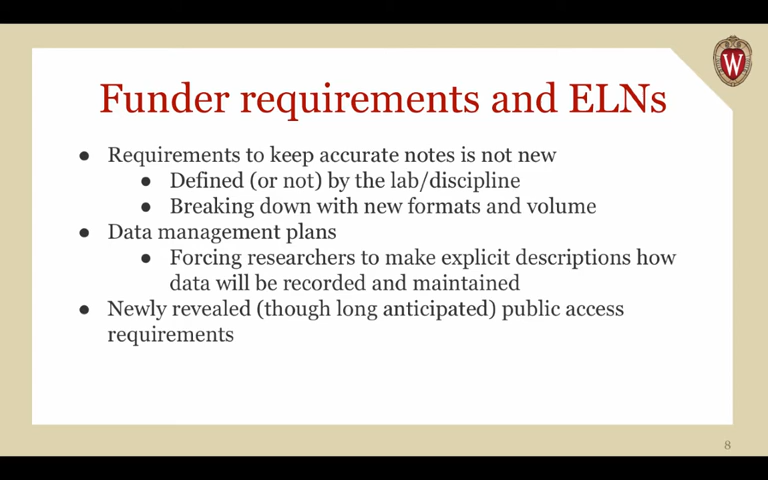 W
Funder requirements and ELNs
● Requirements to keep accurate notes is not new
● Defined (or not) by the lab/discipline
● Breaking down with new formats and volume
● Data management plans
● Forcing researchers to make explicit descriptions how
data will be recorded and maintained
● Newly revealed (though long anticipated) public access
requirements
8